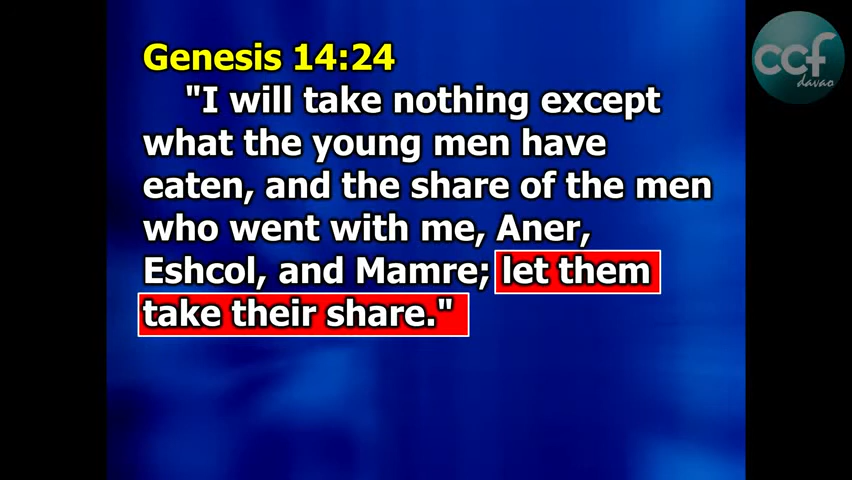 Genesis 14:24
"I will take nothing except
what the young men have
eaten, and the share of the men
who went with me, Aner,
Eshcol, and Mamre; let them
take their share."
ccf
davao